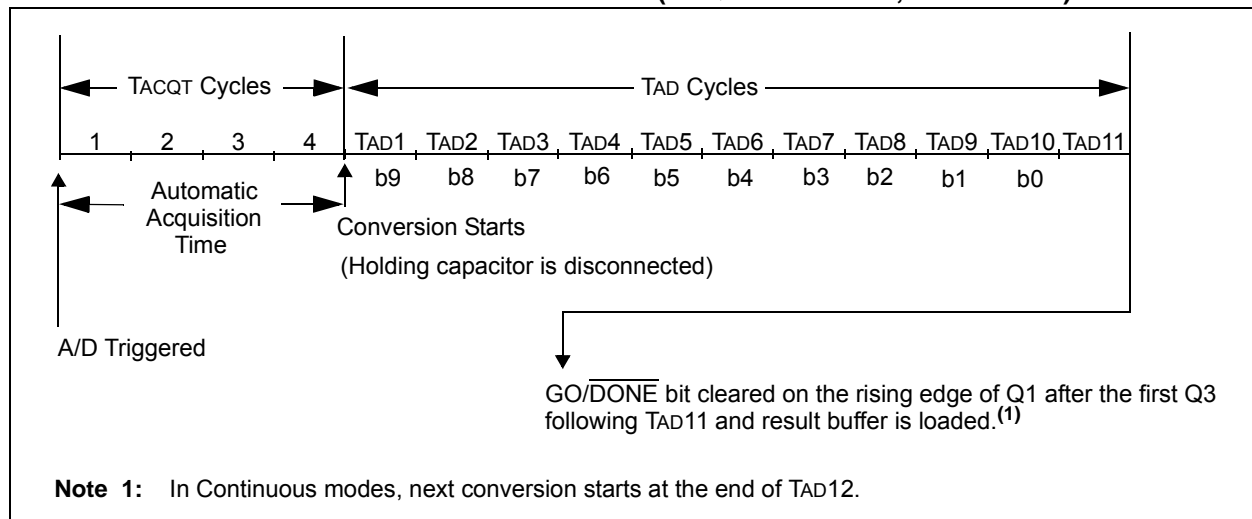 TACQT Cycles TAD Cycles
1 2 3 4 TAD1 TAD2 TAD3 TAD4 TAD5 TAD6 TAD7 TAD8 TAD9 TAD10 TAD11
b9 b8 b7 b6 b5 b4 b3 b2 b1 b0
Automatic
Acquisition
Time
Conversion Starts
(Holding capacitor is disconnected)
A/D Triggered
GO/DONE bit cleared on the rising edge of Q1 after the first Q3
following TAD11 and result buffer is loaded.(1)
Note 1: In Continuous modes, next conversion starts at the end of TAD12.